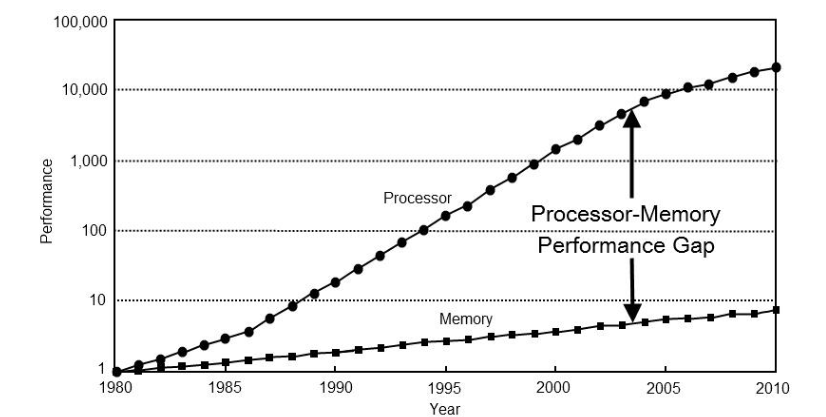 100,000
10,000
1,000
100
10
1
Performance
Processor
Processor-Memory
Performance Gap
Memory
1980
1985
1990
1995
2000
2005
2010
Year